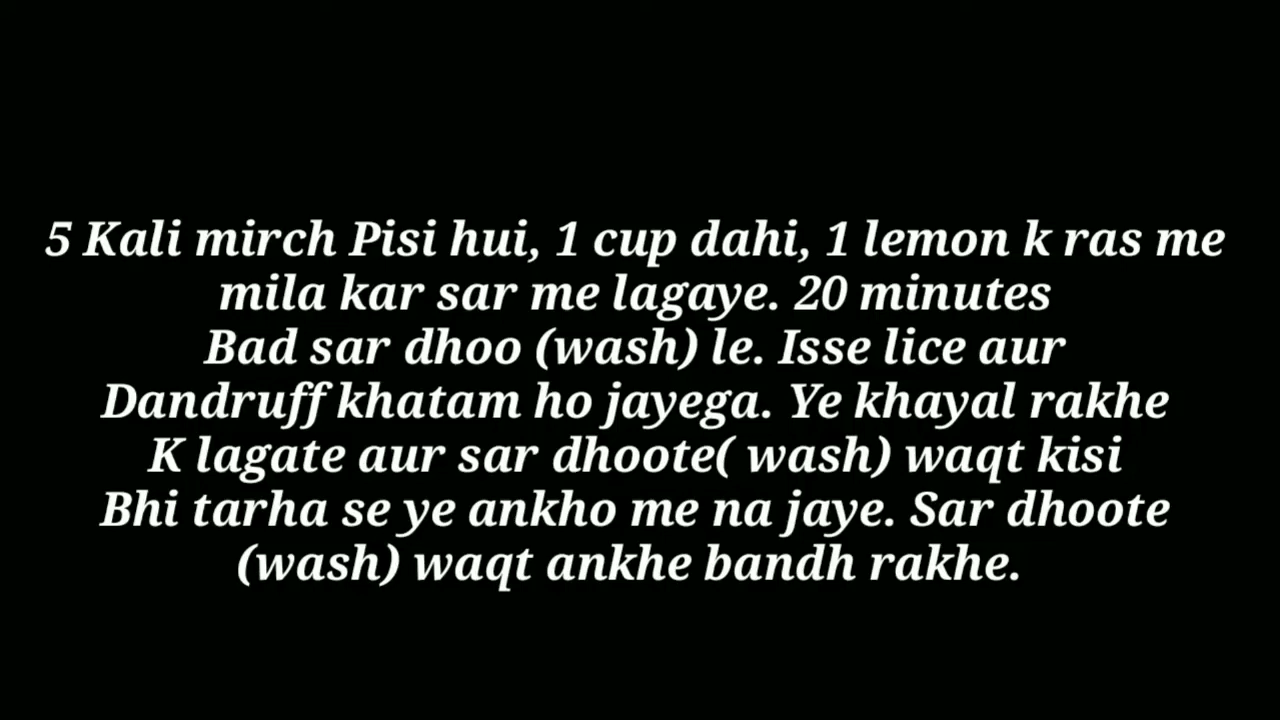 5 Kali mirch Pisi hui, 1 cup dahi, 1 lemon k ras me
mila kar sar me lagaye. 20 minutes
Bad sar dhoo (wash) le. Isse lice aur
Dandruff khatam ho jayega. Ye khayal rakhe
K lagate aur sar dhoote( wash) waqt kisi
Bhi tarha se ye ankho me na jaye. Sar dhoote
(wash) waqt ankhe bandh rakhe.